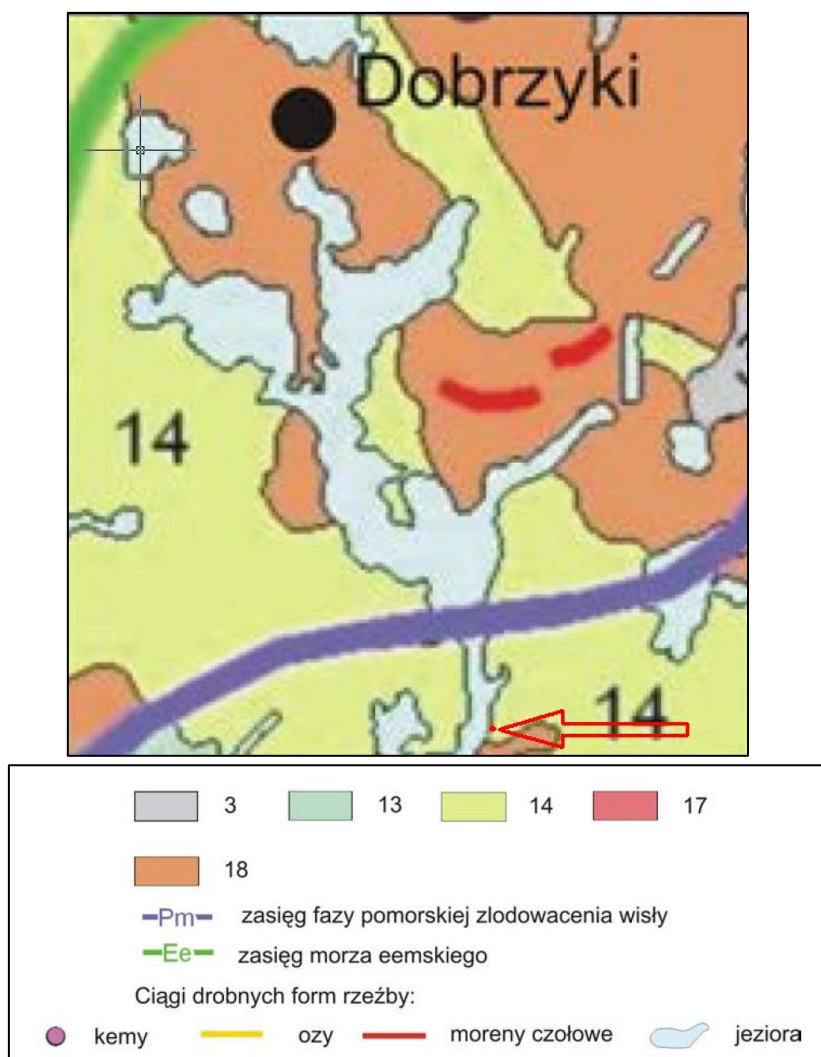 Dobrzyki
14
14
3 13 14 17
18
Pm zasięg fazy pomorskiej zlodowacenia wisły
Ee zasięg morza eemskiego
Ciągi drobnych form rzeźby:
kemy ozy moreny czołowe jeziora